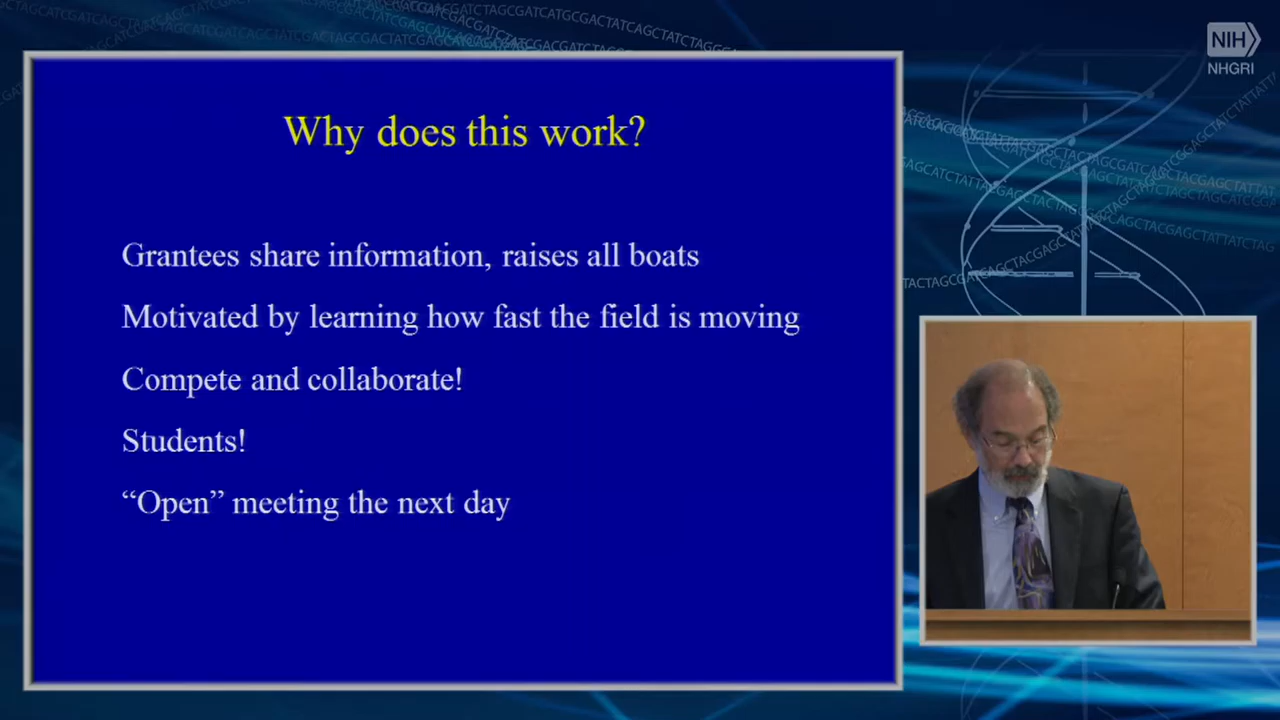 NIH
NHGRI
Why does this work?
Grantees share information, raises all boats
Motivated by learning how fast the field is moving
Compete and collaborate!
Students!
“Open” meeting the next day